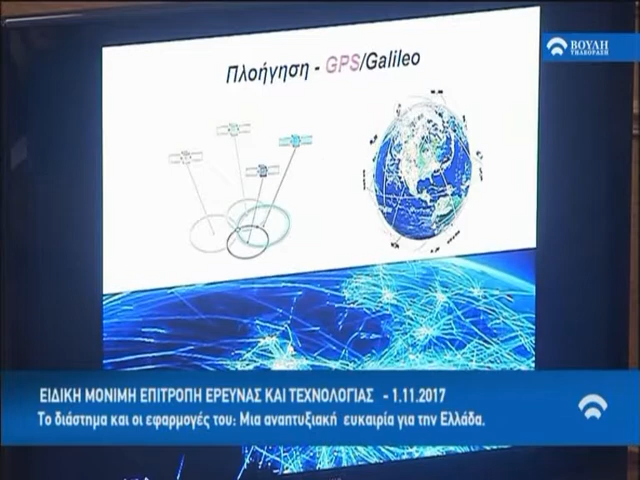 Πλοήγηση - GPS/Galileo
ΒΟΥΛΗ
ΤΗΛΕΟΡΑΣΗ
ΕΙΔΙΚΗ ΜΟΝΙΜΗ ΕΠΙΤΡΟΠΗ ΕΡΕΥΝΑΣ ΚΑΙ ΤΕΧΝΟΛΟΓΙΑΣ - 1.11.2017
Το διάστημα και οι εφαρμογές του: Μια αναπτυξιακή ευκαιρία για την Ελλάδα.